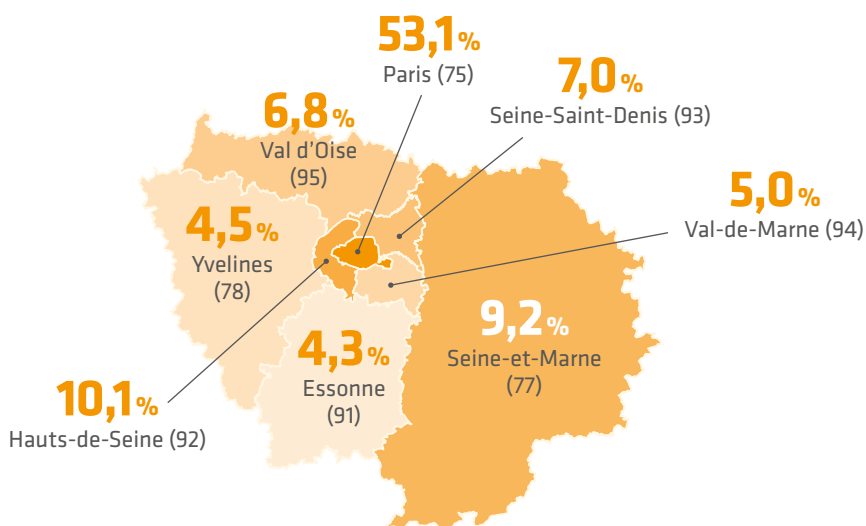 53,1%
Paris (75)
7,0%
Seine-Saint-Denis (93)
6,8%
Val d'Oise
(95)
5,0%
Val-de-Marne (94)
4,5%
Yvelines
(78)
9,2%
Seine-et-Marne
(77)
4,3%
Essonne
(91)
10,1%
Hauts-de-Seine (92)